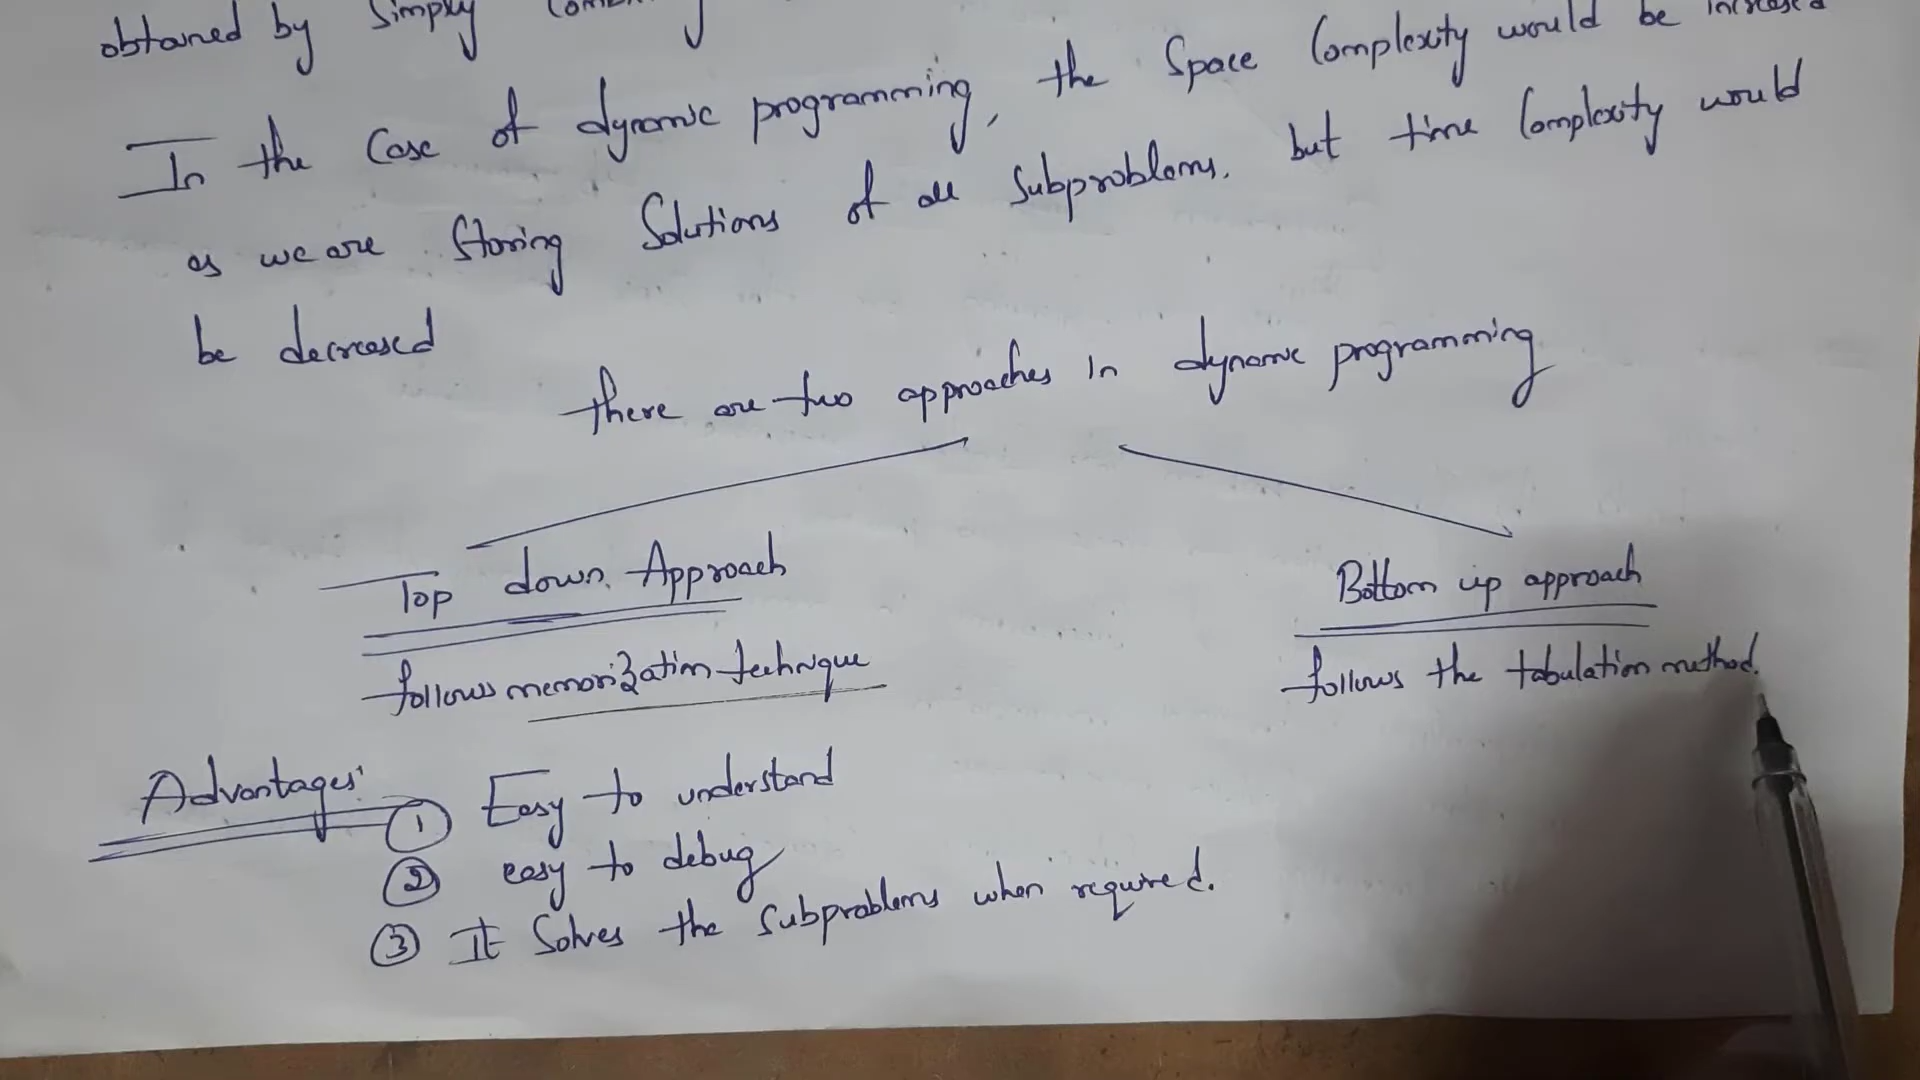 obtained by simply
In the Case of dynamic programming, the Space Complexity would be increased
as we are Storing Solutions of all Subproblems. but time Complexity would
be decreased
there are two approaches in dynamic programming
Top down Approach
follows memorization technique
Bottom up approach
follows the tabulation method.
Advantages:
① Easy to understand
② easy to debug
③ It Solves the Subproblems when required.